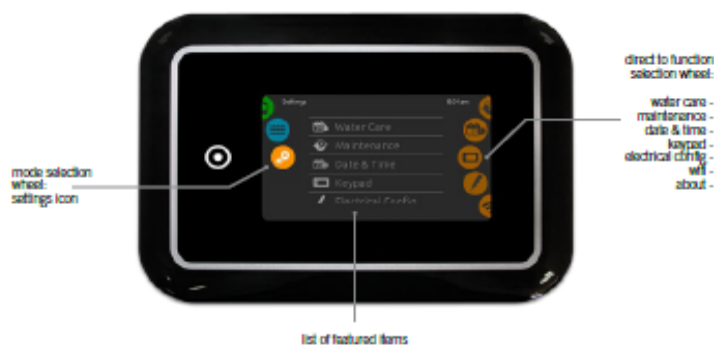 direct to function
selection wheel:
water care -
maintenance -
date & time -
keypad -
electrical config -
wifi -
about -
Settings
Water Care
Maintenance
Date & Time
Keypad
Electrical Config
mode selection
wheel:
settings icon
list of featured items